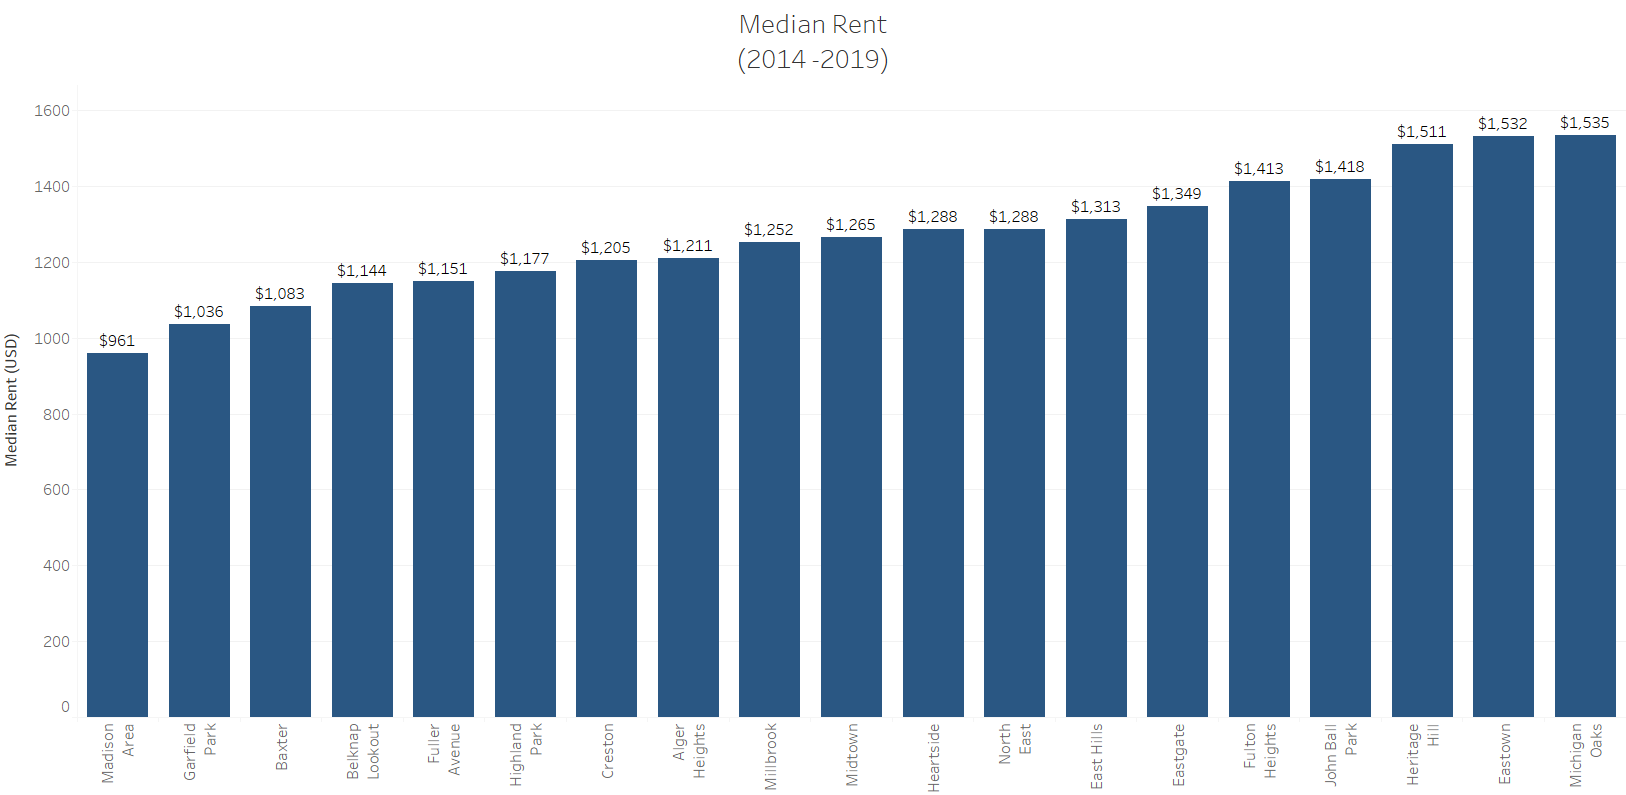 Median Rent
(2014 -2019)
Median Rent (USD)
1600
1400
1200
1000
800
600
400
200
0
$961
$1,036
$1,083
$1,144
$1,151
$1,177
$1,205
$1,211
$1,252
$1,265
$1,288
$1,288
$1,313
$1,349
$1,413
$1,418
$1,511
$1,532
$1,535
Madison
Area
Garfield
Park
Baxter
Belknap
Lookout
Fuller
Avenue
Highland
Park
Creston
Alger
Heights
Millbrook
Midtown
Heartside
North
East
East Hills
Eastgate
Fulton
Heights
John Ball
Park
Heritage
Hill
Eastown
Michigan
Oaks